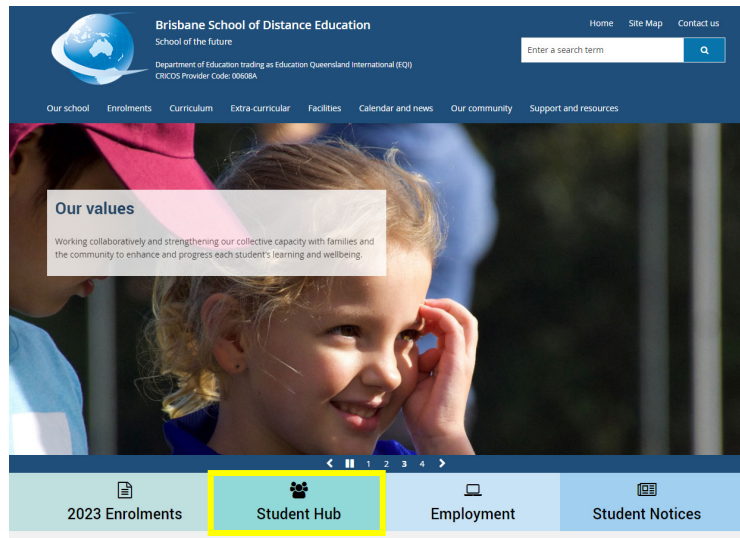 Brisbane School of Distance Education
School of the future
Department of Education trading as Education Queensland International (EQI)
CRICOS Provider Code: 00608A
Home Site Map Contact us
Enter a search term
Our school Enrolments Curriculum Extra-curricular Facilities Calendar and news Our community Support and resources
Our values
Working collaboratively and strengthening our collective capacity with families and
the community to enhance and progress each student's learning and wellbeing.
1 2 3 4
2023 Enrolments Student Hub Employment Student Notices